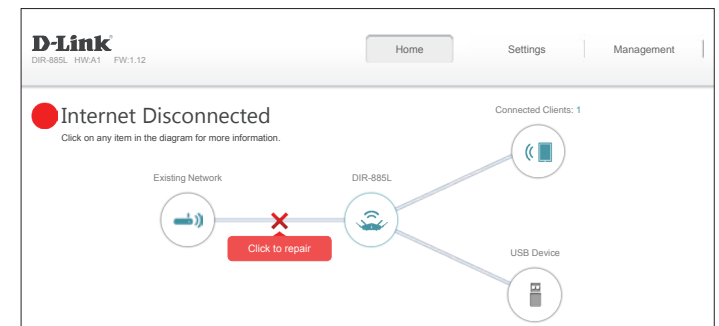 D-Link
DIR-885L HW:A1 FW:1.12
Home
Settings
Management
Internet Disconnected
Click on any item in the diagram for more information.
Connected Clients: 1
Existing Network
DIR-885L
Click to repair
USB Device